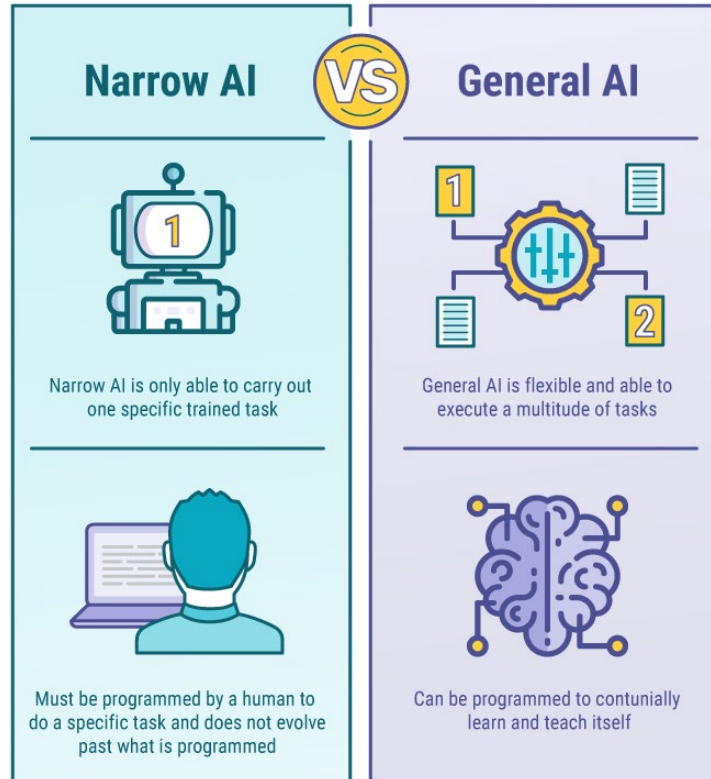 Narrow AI
VS
General AI
1
1
2
Narrow AI is only able to carry out
one specific trained task
General AI is flexible and able to
execute a multitude of tasks
Must be programmed by a human to
do a specific task and does not evolve
past what is programmed
Can be programmed to contunially
learn and teach itself